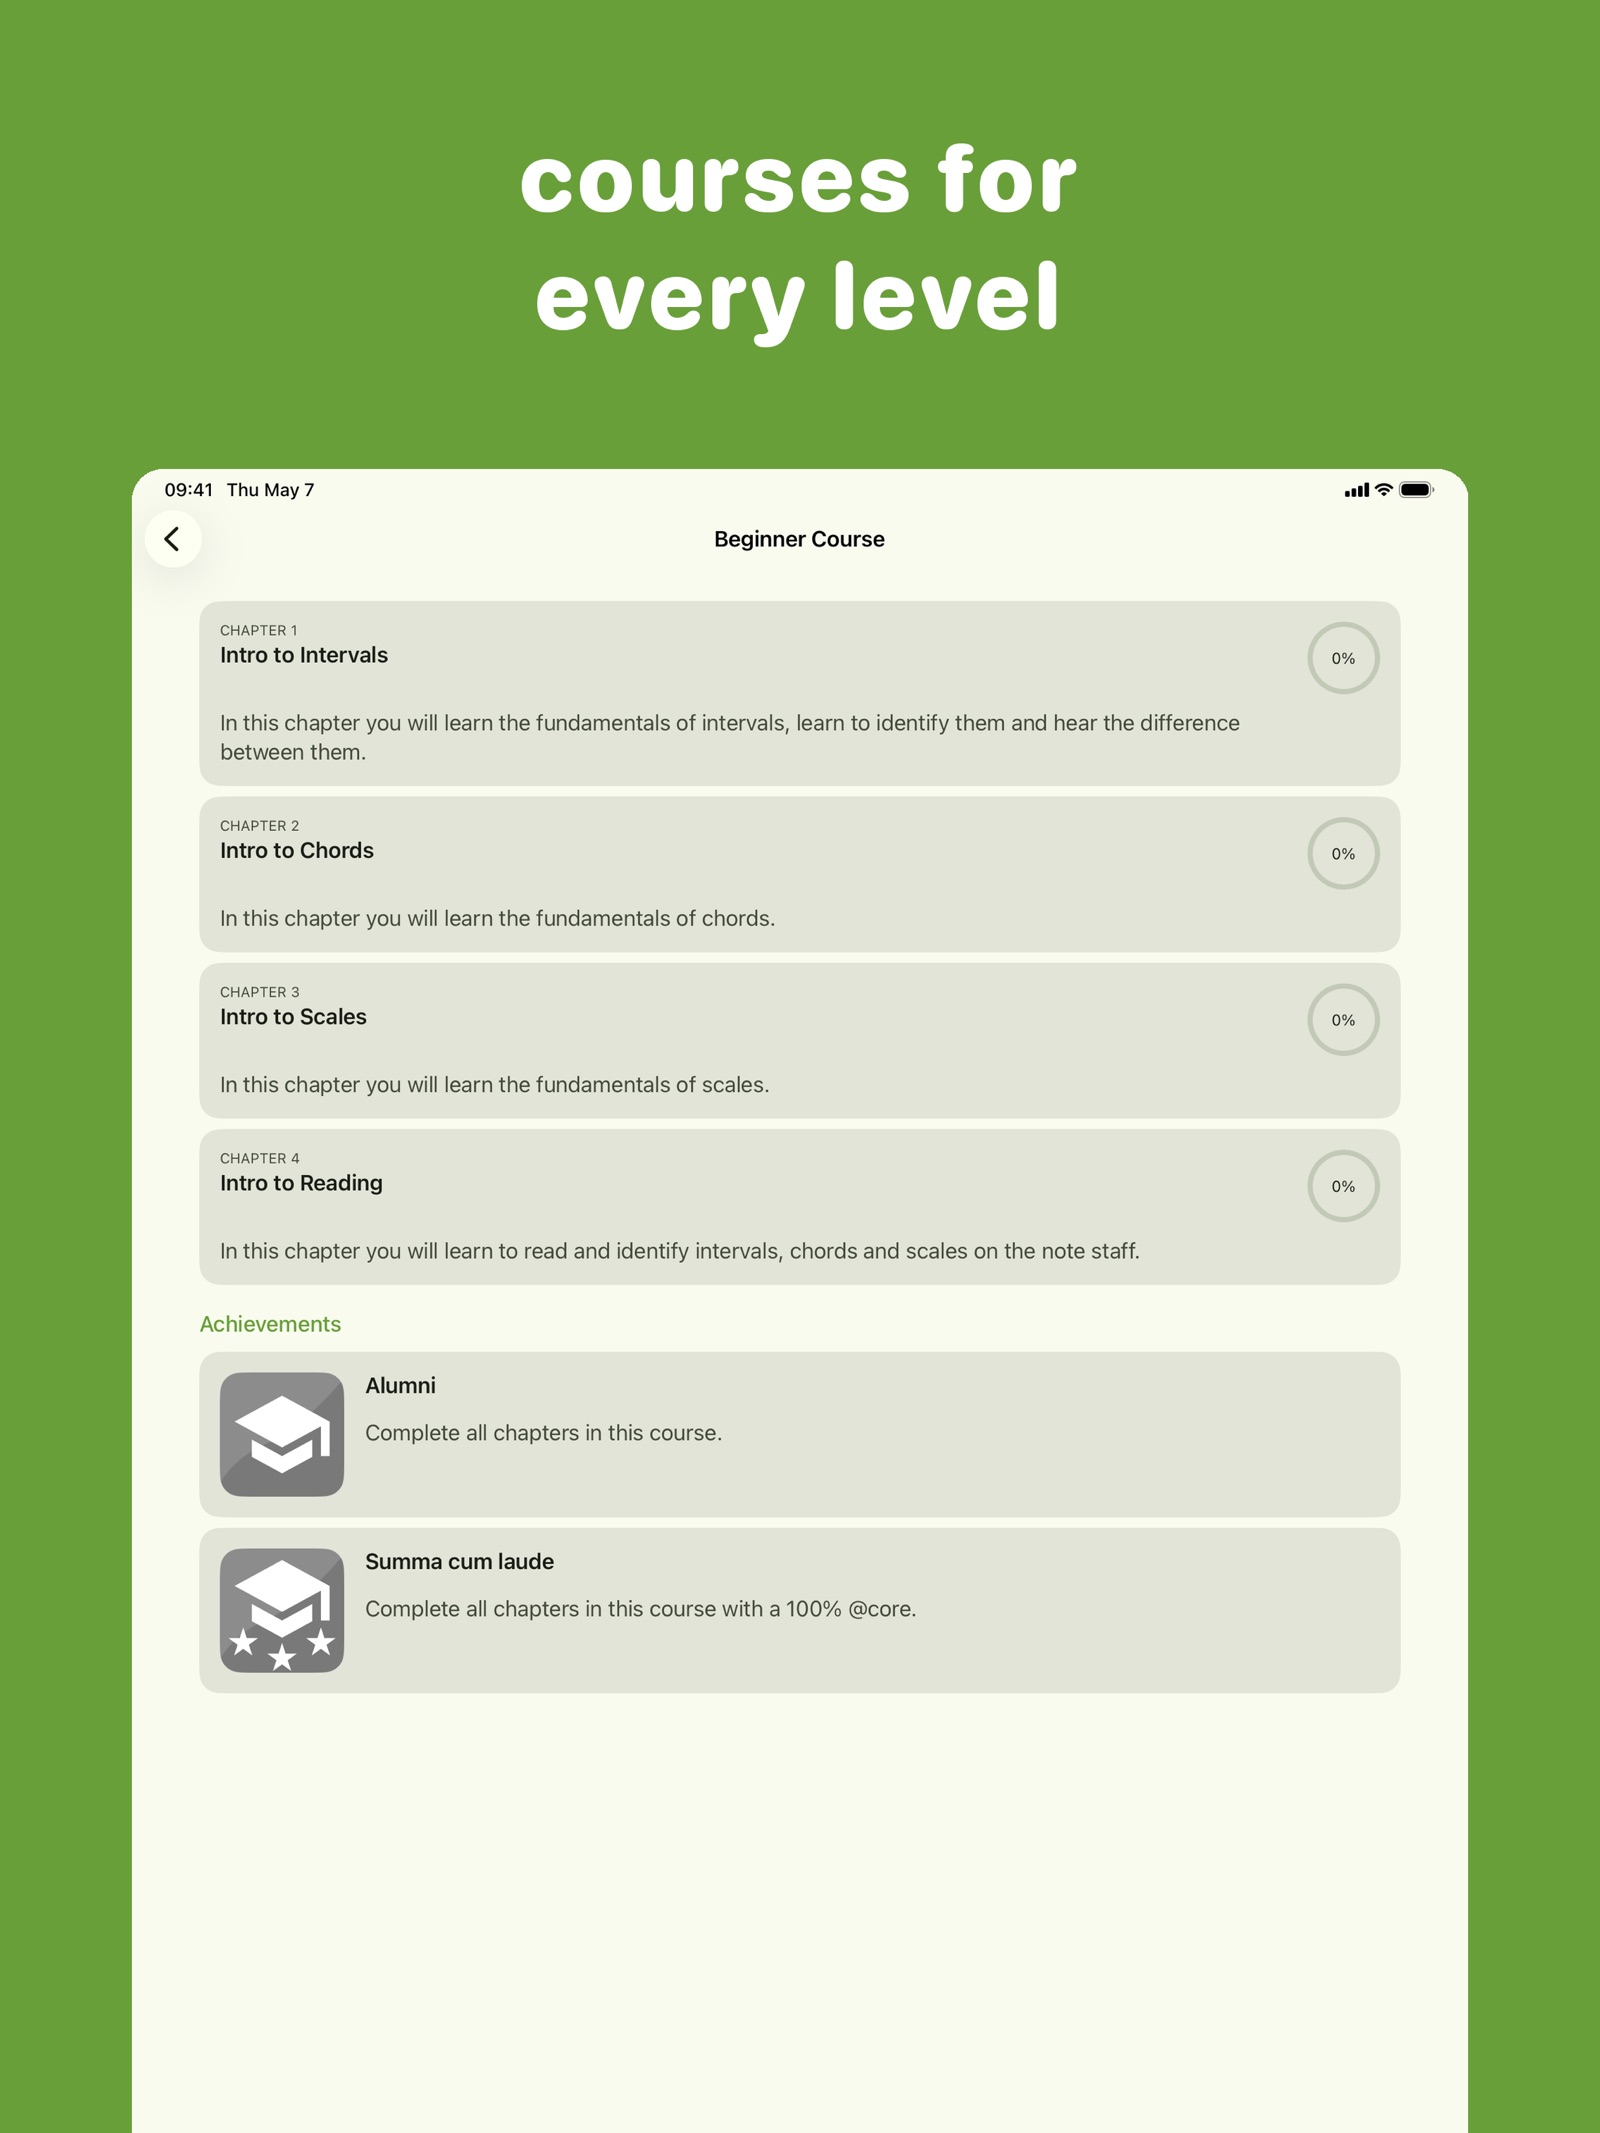 courses for
every level
09:41 Thu May 7
Beginner Course
CHAPTER 1
Intro to Intervals
0%
In this chapter you will learn the fundamentals of intervals, learn to identify them and hear the difference
between them.
CHAPTER 2
Intro to Chords
0%
In this chapter you will learn the fundamentals of chords.
CHAPTER 3
Intro to Scales
0%
In this chapter you will learn the fundamentals of scales.
CHAPTER 4
Intro to Reading
0%
In this chapter you will learn to read and identify intervals, chords and scales on the note staff.
Achievements
Alumni
Complete all chapters in this course.
Summa cum laude
Complete all chapters in this course with a 100% @core.